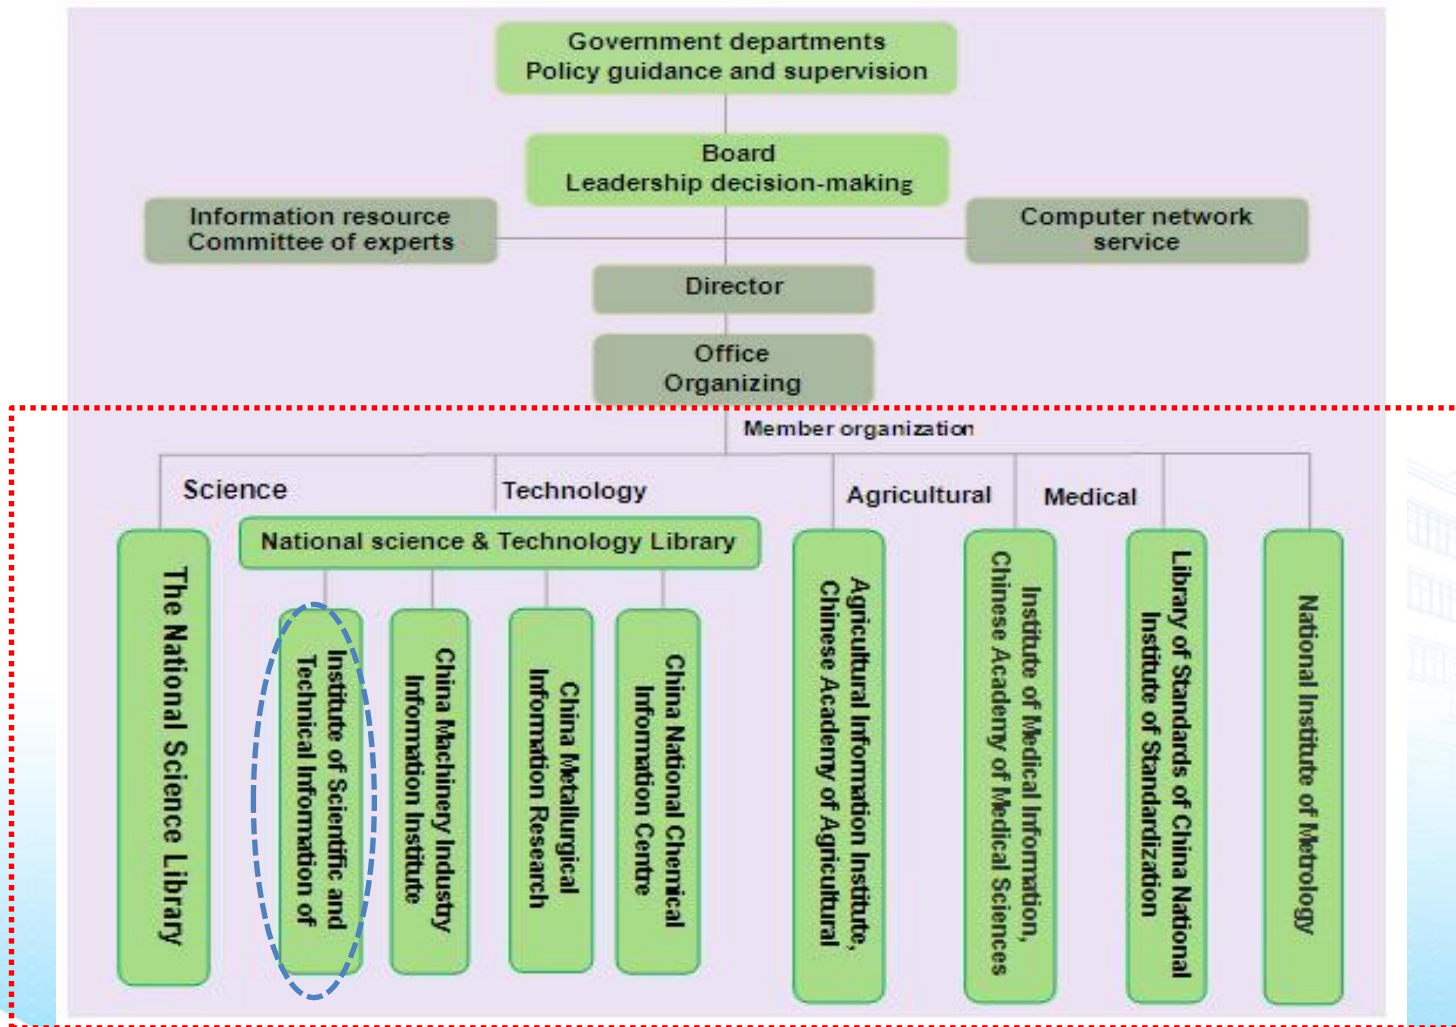 Government departments
Policy guidance and supervision
Board
Leadership decision-making
Information resource
Committee of experts
Computer network
service
Director
Office
Organizing
Member organization
Science
Technology
Agricultural
Medical
National science & Technology Library
The National Science Library
Institute of Scientific and
Technical Information of
China Machinery Industry
Information Institute
China Metallurgical
Information Research
China National Chemical
Information Centre
Agricultural Information Institute,
Chinese Academy of Agricultural
Institute of Medical Information,
Chinese Academy of Medical Sciences
Library of Standards of China National
Institute of Standardization
National Institute of Metrology